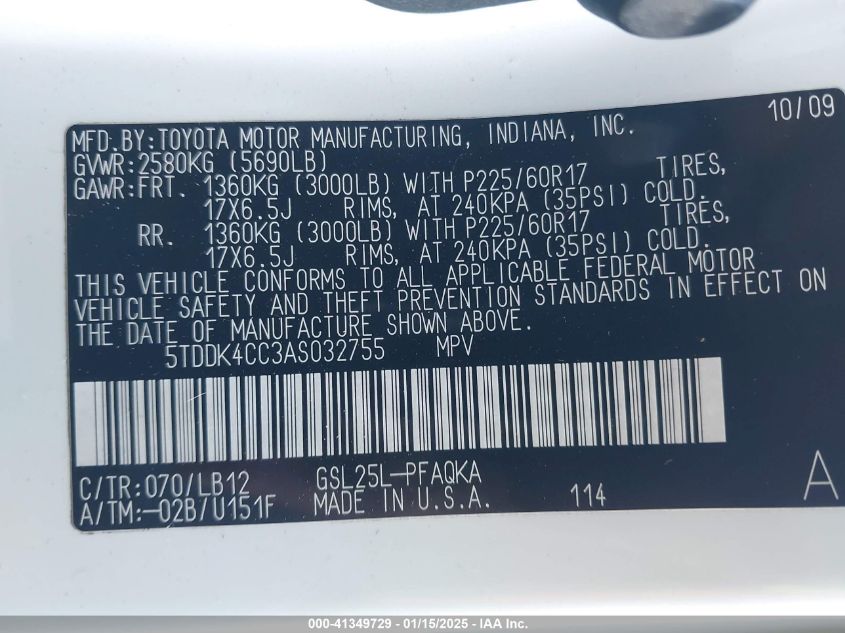 10/09
MFD.BY:TOYOTA MOTOR MANUFACTURING, INDIANA, INC.
GVWR:2580KG (5690LB)
GAWR:FRT. 1360KG (3000LB) WITH P225/60R17 TIRES,
17X6.5J RIMS, AT 240KPA (35PSI) COLD.
RR. 1360KG (3000LB) WITH P225/60R17 TIRES,
17X6.5J RIMS, AT 240KPA (35PSI) COLD.
THIS VEHICLE CONFORMS TO ALL APPLICABLE FEDERAL MOTOR
VEHICLE SAFETY AND THEFT PREVENTION STANDARDS IN EFFECT ON
THE DATE OF MANUFACTURE SHOWN ABOVE.
5TDDK4CC3AS032755 MPV
C/TR:070/LB12 GSL25L-PFAQKA
A/TM:-02B/U151F MADE IN U.S.A. 114 A
000-41349729 - 01/15/2025 - IAA Inc.